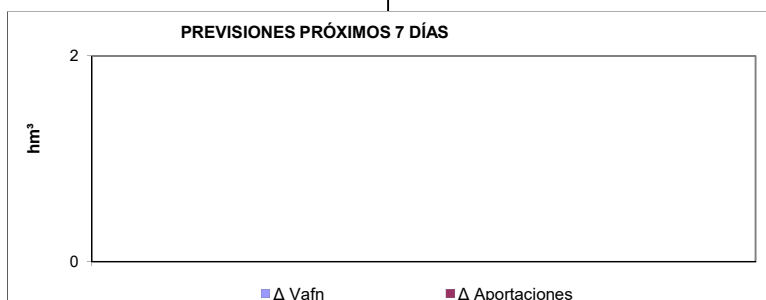 PREVISIONES PRÓXIMOS 7 DÍAS
2
hm³
0
Δ Vafn Δ Aportaciones